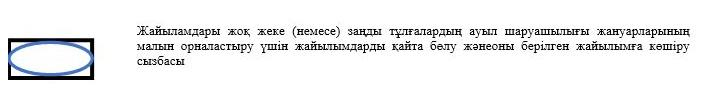 Жайыламдары жоқ жеке (немесе) заңды тұлғалардың ауыл шаруашылығы жануарларының
малын орналастыру үшін жайылымдарды қайта бөлу жәнеоны берілген жайылымға көшіру
сызбасы